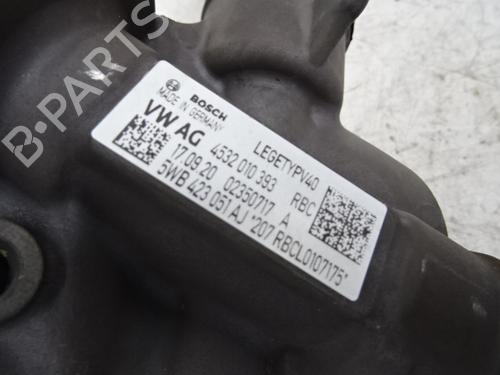 B-PARTS
BOSCH
MADE IN GERMANY
LEGETYPV40
VW AG 4532 010 393 RBC
17.09.20 02350717 A
5WB 423 051 AJ *207 RBCL0107175*